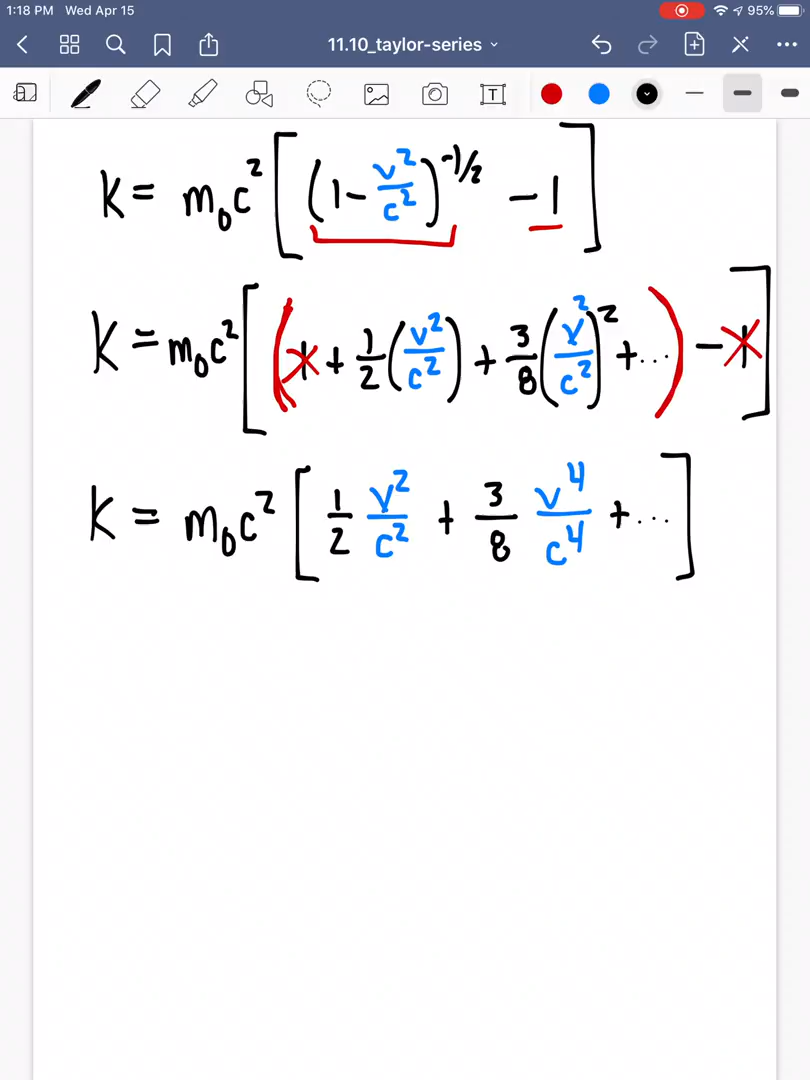 1:18 PM Wed Apr 15 95%
11.10_taylor-series
T
K = m₀c² [ (1 - v²/c²)^-1/2 - 1 ]
K = m₀c² [ (1 + 1/2 (v²/c²) + 3/8 (v²/c²)² + ...) - 1 ]
K = m₀c² [ 1/2 v²/c² + 3/8 v⁴/c⁴ + ... ]